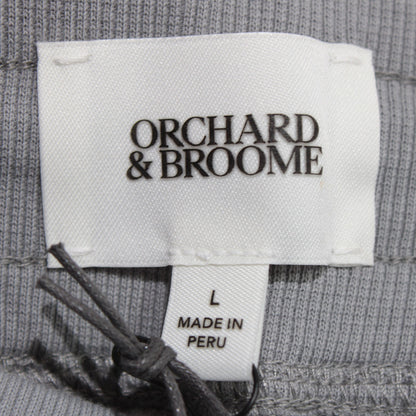 ORCHARD
& BROOME
L
MADE IN
PERU